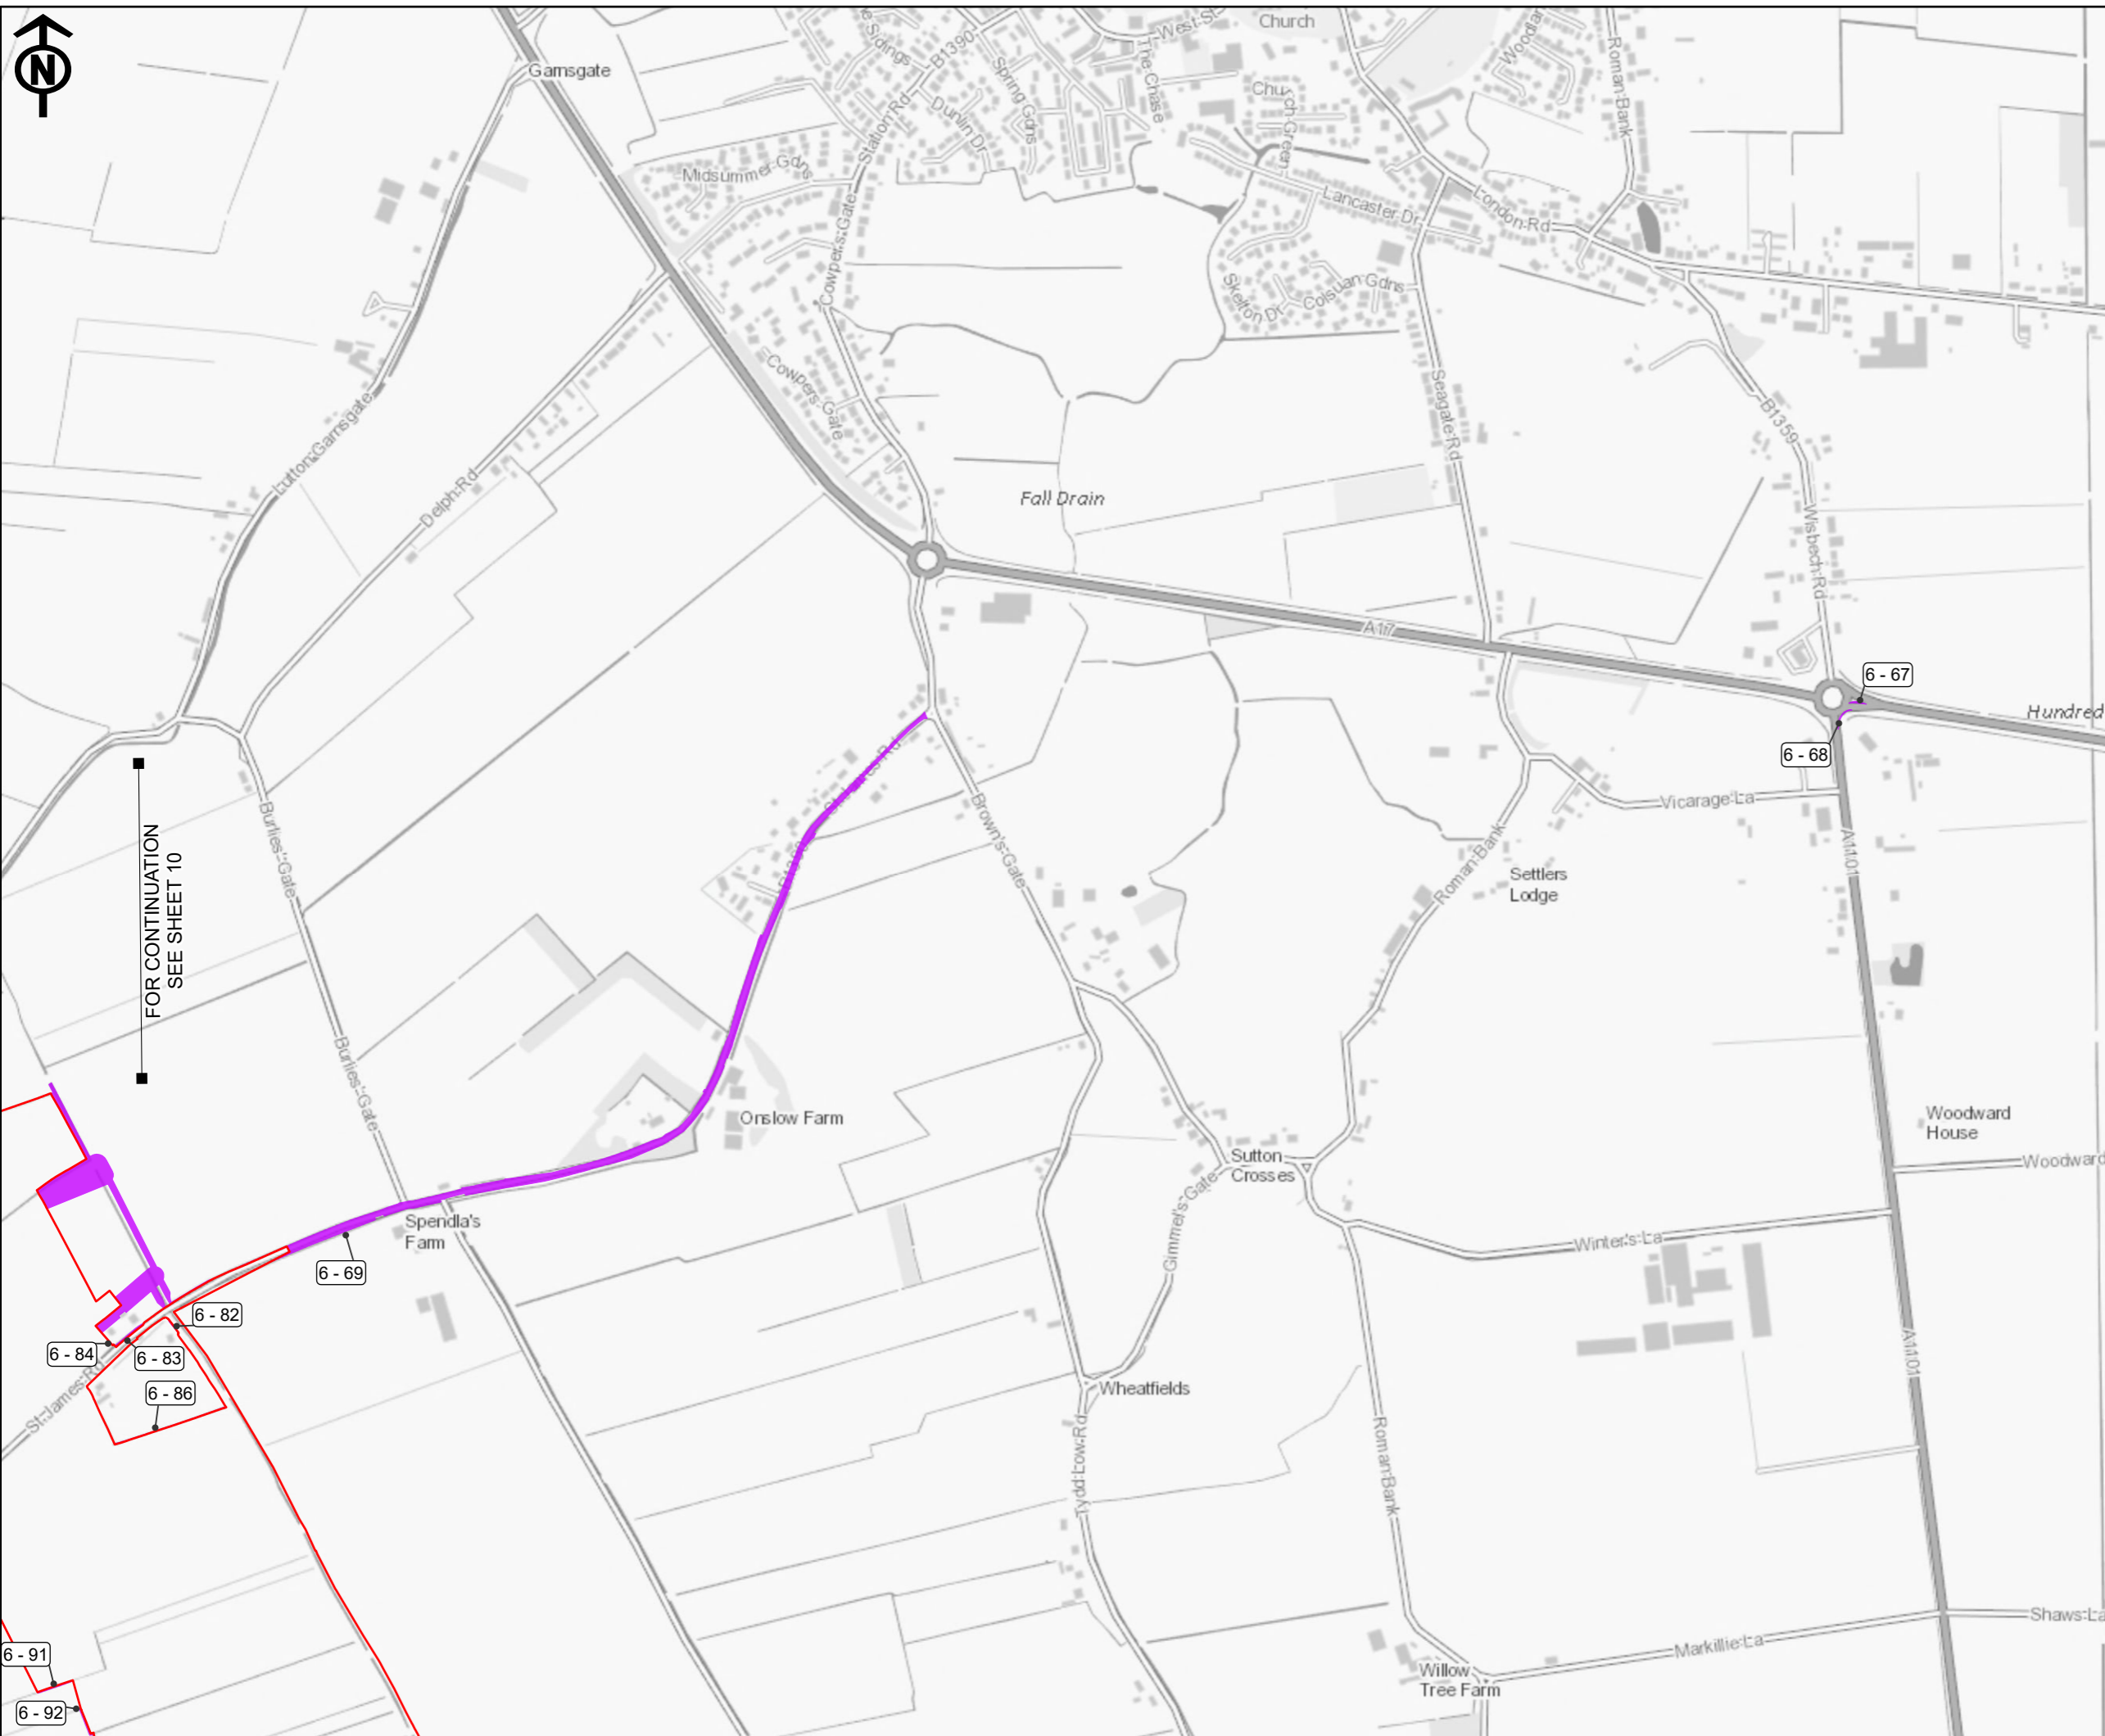 N
Garnsgate
e Sidings
B1390
West St
Church
The Chase
Spring Gdns
Dunlin Dr
Station Rd
Church Green
Woodla
Roman Bank
Midsummer Gdns
Cowpers Gate
Lancaster Dr
London Rd
Skelton Dr
Colsuan Gdns
Cowpers Gate
Seagate Rd
B1359
Lutton Garnsgate
Delph Rd
Fall Drain
Wisbech Rd
A17
6 - 67
Hundred
6 - 68
Vicarage La
A1101
FOR CONTINUATION
SEE SHEET 10
Burlies' Gate
Brown's Gate
Roman Bank
Settlers
Lodge
Burlies' Gate
Onslow Farm
Woodward
House
Woodward
Sutton
Crosses
Gimmel's Gate
Spendla's
Farm
Winter's La
6 - 69
6 - 82
6 - 84
6 - 83
6 - 86
St James Rd
Wheatfields
A1101
Tydd Low Rd
Roman Bank
Shaws La
Markillie La
Willow
Tree Farm
6 - 91
6 - 92